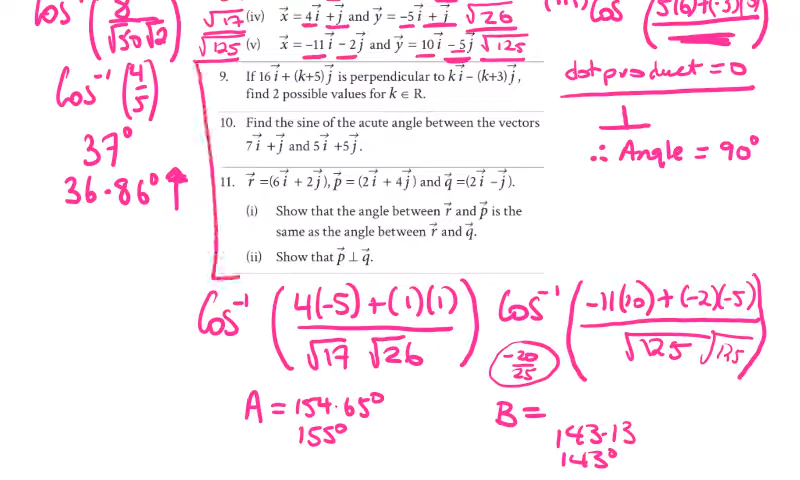 √17 (iv) x⃗ = 4i⃗ + j⃗ and y⃗ = −5i⃗ + j⃗ √26
√125 (v) x⃗ = −11i⃗ − 2j⃗ and y⃗ = 10i⃗ − 5j⃗ √125
Cos⁻¹ (8 / √50 √2)
Cos⁻¹ (4/5)
37°
36.86° ↑
Cos
5(6)+(-3)(
dot product = 0
⊥
∴ Angle = 90°
9. If 16i⃗ + (k+5)j⃗ is perpendicular to ki⃗ − (k+3)j⃗,
find 2 possible values for k ∈ R.
10. Find the sine of the acute angle between the vectors
7i⃗ + j⃗ and 5i⃗ + 5j⃗.
11. r⃗ = (6i⃗ + 2j⃗), p⃗ = (2i⃗ + 4j⃗) and q⃗ = (2i⃗ − j⃗).
(i) Show that the angle between r⃗ and p⃗ is the
same as the angle between r⃗ and q⃗.
(ii) Show that p⃗ ⊥ q⃗.
Cos⁻¹ (4(-5)+(1)(1) / √17 √26)
A = 154.65°
155°
Cos⁻¹ (-11(10)+(-2)(-5) / √125 √125)
-20/25
B =
143.13
143°